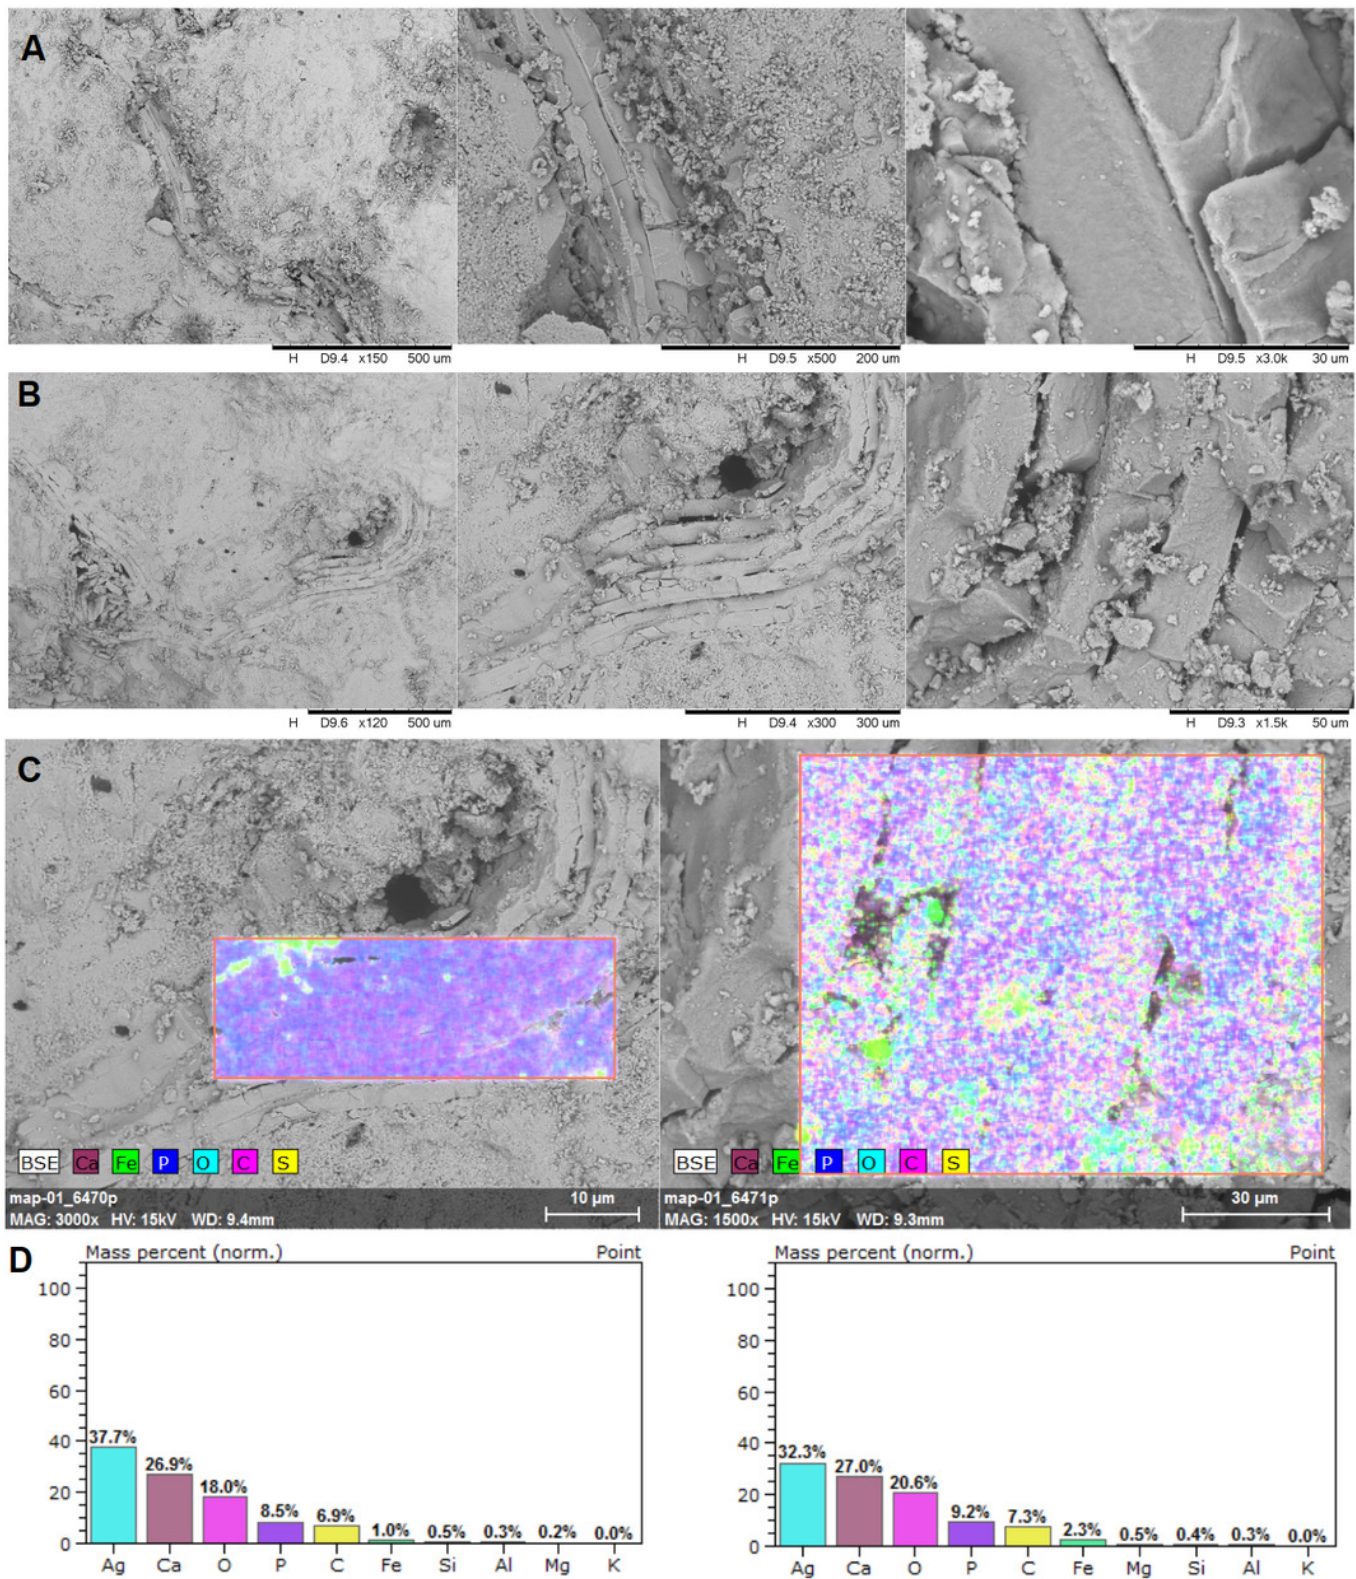 A
H D9.4 x150 500 um
H D9.5 x500 200 um
H D9.5 x3.0k 30 um
B
H D9.6 x120 500 um
H D9.4 x300 300 um
H D9.3 x1.5k 50 um
C
BSE Ca Fe P O C S
map-01_6470p
MAG: 3000x HV: 15kV WD: 9.4mm
10 µm
BSE Ca Fe P O C S
map-01_6471p
MAG: 1500x HV: 15kV WD: 9.3mm
30 µm
D
Mass percent (norm.) Point
100
80
60
40
20
0
37.7% 26.9% 18.0% 8.5% 6.9% 1.0% 0.5% 0.3% 0.2% 0.0%
Ag Ca O P C Fe Si Al Mg K
Mass percent (norm.) Point
100
80
60
40
20
0
32.3% 27.0% 20.6% 9.2% 7.3% 2.3% 0.5% 0.4% 0.3% 0.0%
Ag Ca O P C Fe Mg Si Al K